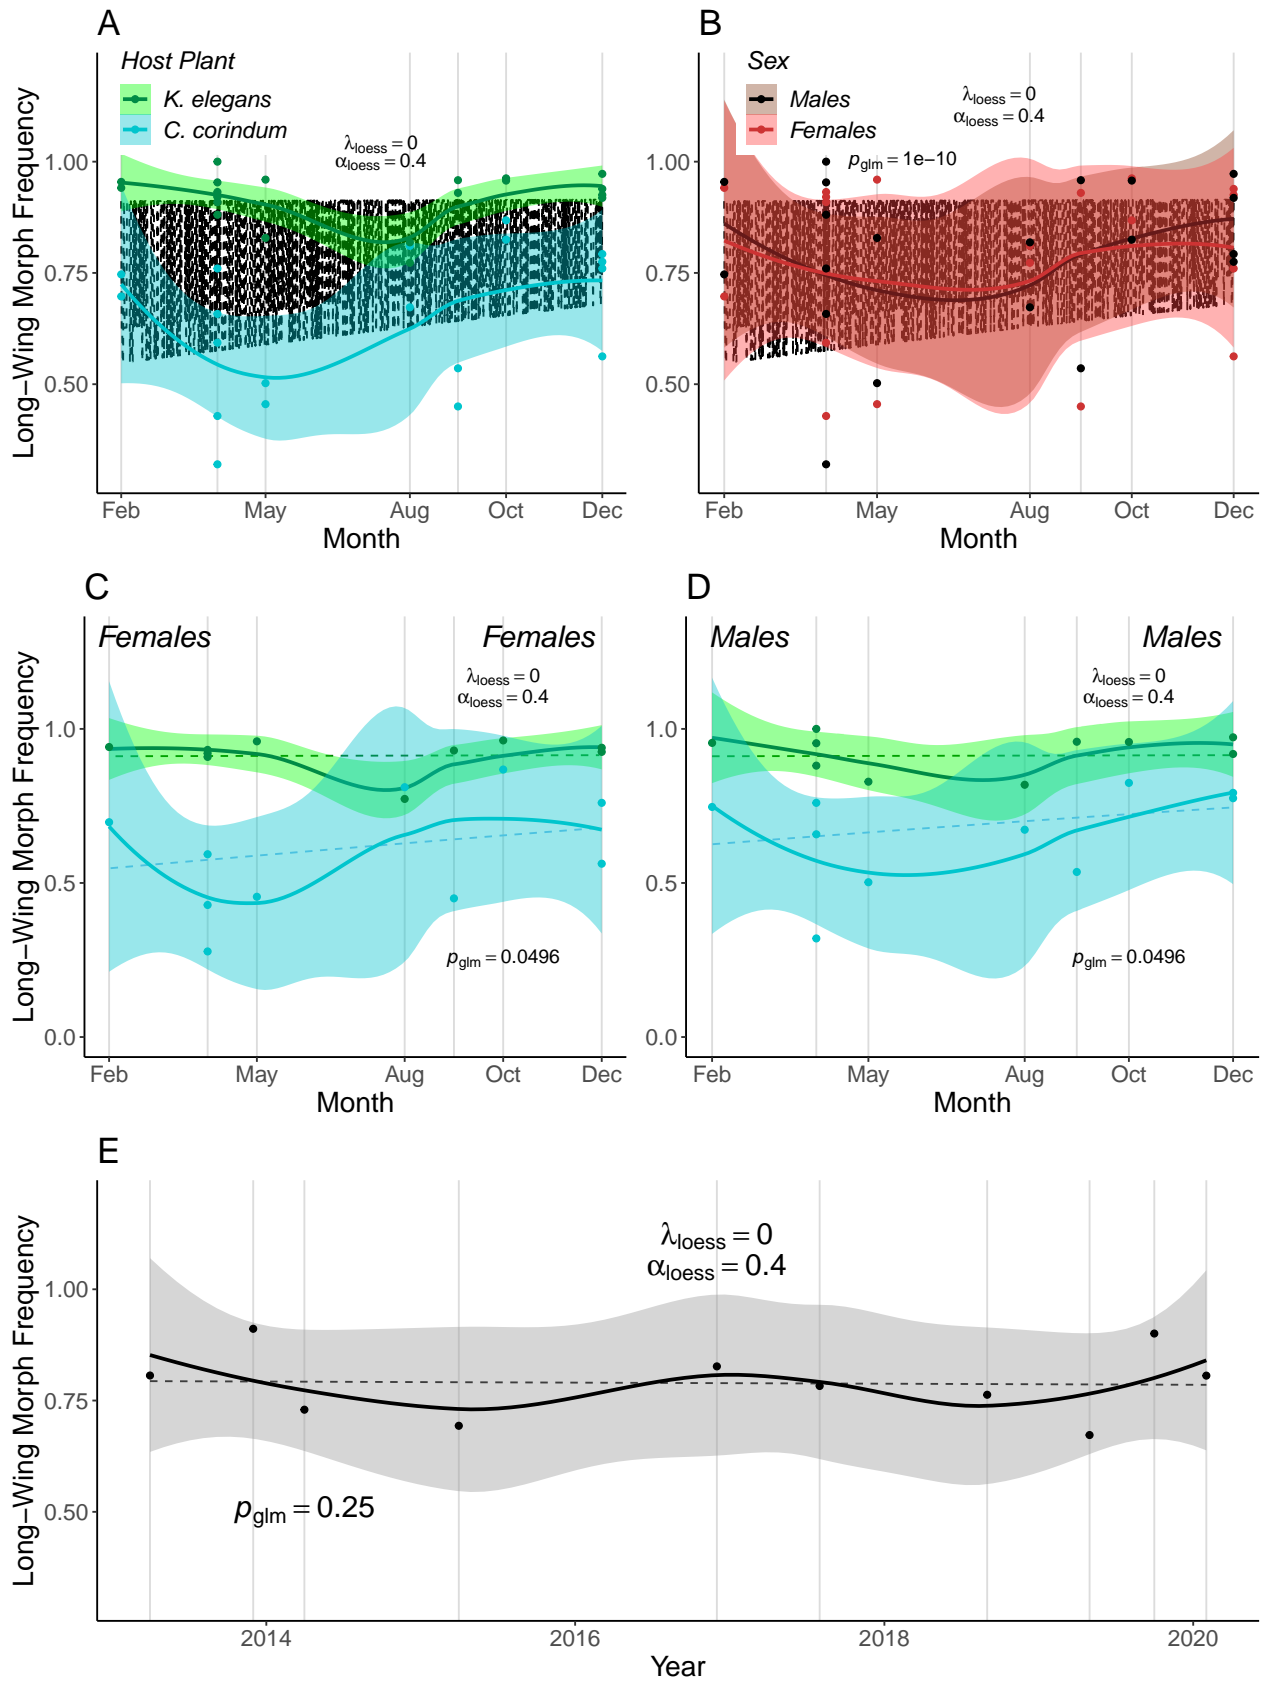 A
Host Plant
K. elegans
C. corindum
λloess = 0
αloess = 0.4
1.00
0.75
0.50
Long−Wing Morph Frequency
Feb May Aug Oct Dec
Month
B
Sex
Males
Females
λloess = 0
αloess = 0.4
pglm = 1e−10
1.00
0.75
0.50
Feb May Aug Oct Dec
Month
C
Females Females
λloess = 0
αloess = 0.4
pglm = 0.0496
1.0
0.5
0.0
Long−Wing Morph Frequency
Feb May Aug Oct Dec
Month
D
Males Males
λloess = 0
αloess = 0.4
pglm = 0.0496
1.0
0.5
0.0
Feb May Aug Oct Dec
Month
E
λloess = 0
αloess = 0.4
pglm = 0.25
1.00
0.75
0.50
Long−Wing Morph Frequency
2014 2016 2018 2020
Year